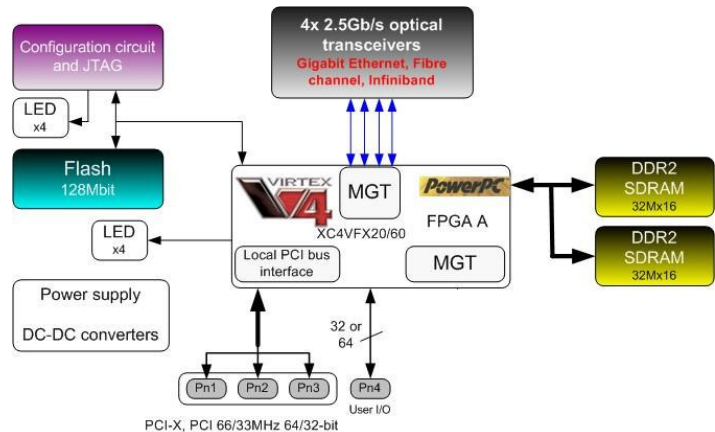 Configuration circuit
and JTAG
4x 2.5Gb/s optical
transceivers
Gigabit Ethernet, Fibre
channel, Infiniband
LED
x4
Flash
128Mbit
VIRTEX
V4
MGT
PowerPC
XC4VFX20/60
FPGA A
DDR2
SDRAM
32Mx16
LED
x4
Local PCI bus
interface
MGT
DDR2
SDRAM
32Mx16
Power supply
DC-DC converters
32 or
64
Pn1
Pn2
Pn3
Pn4
User I/O
PCI-X, PCI 66/33MHz 64/32-bit